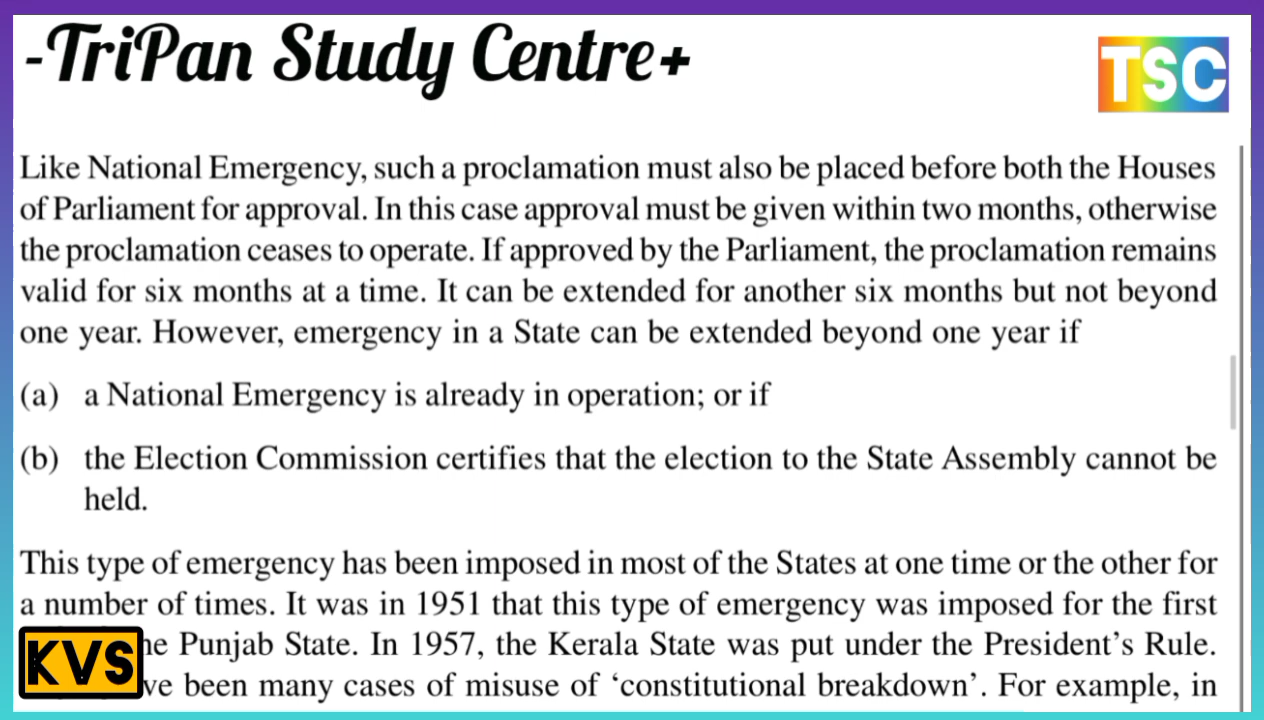 -TriPan Study Centre+
TSC
Like National Emergency, such a proclamation must also be placed before both the Houses
of Parliament for approval. In this case approval must be given within two months, otherwise
the proclamation ceases to operate. If approved by the Parliament, the proclamation remains
valid for six months at a time. It can be extended for another six months but not beyond
one year. However, emergency in a State can be extended beyond one year if
(a) a National Emergency is already in operation; or if
(b) the Election Commission certifies that the election to the State Assembly cannot be
held.
This type of emergency has been imposed in most of the States at one time or the other for
a number of times. It was in 1951 that this type of emergency was imposed for the first
Punjab State. In 1957, the Kerala State was put under the President's Rule.
been many cases of misuse of ‘constitutional breakdown’. For example, in
KVS